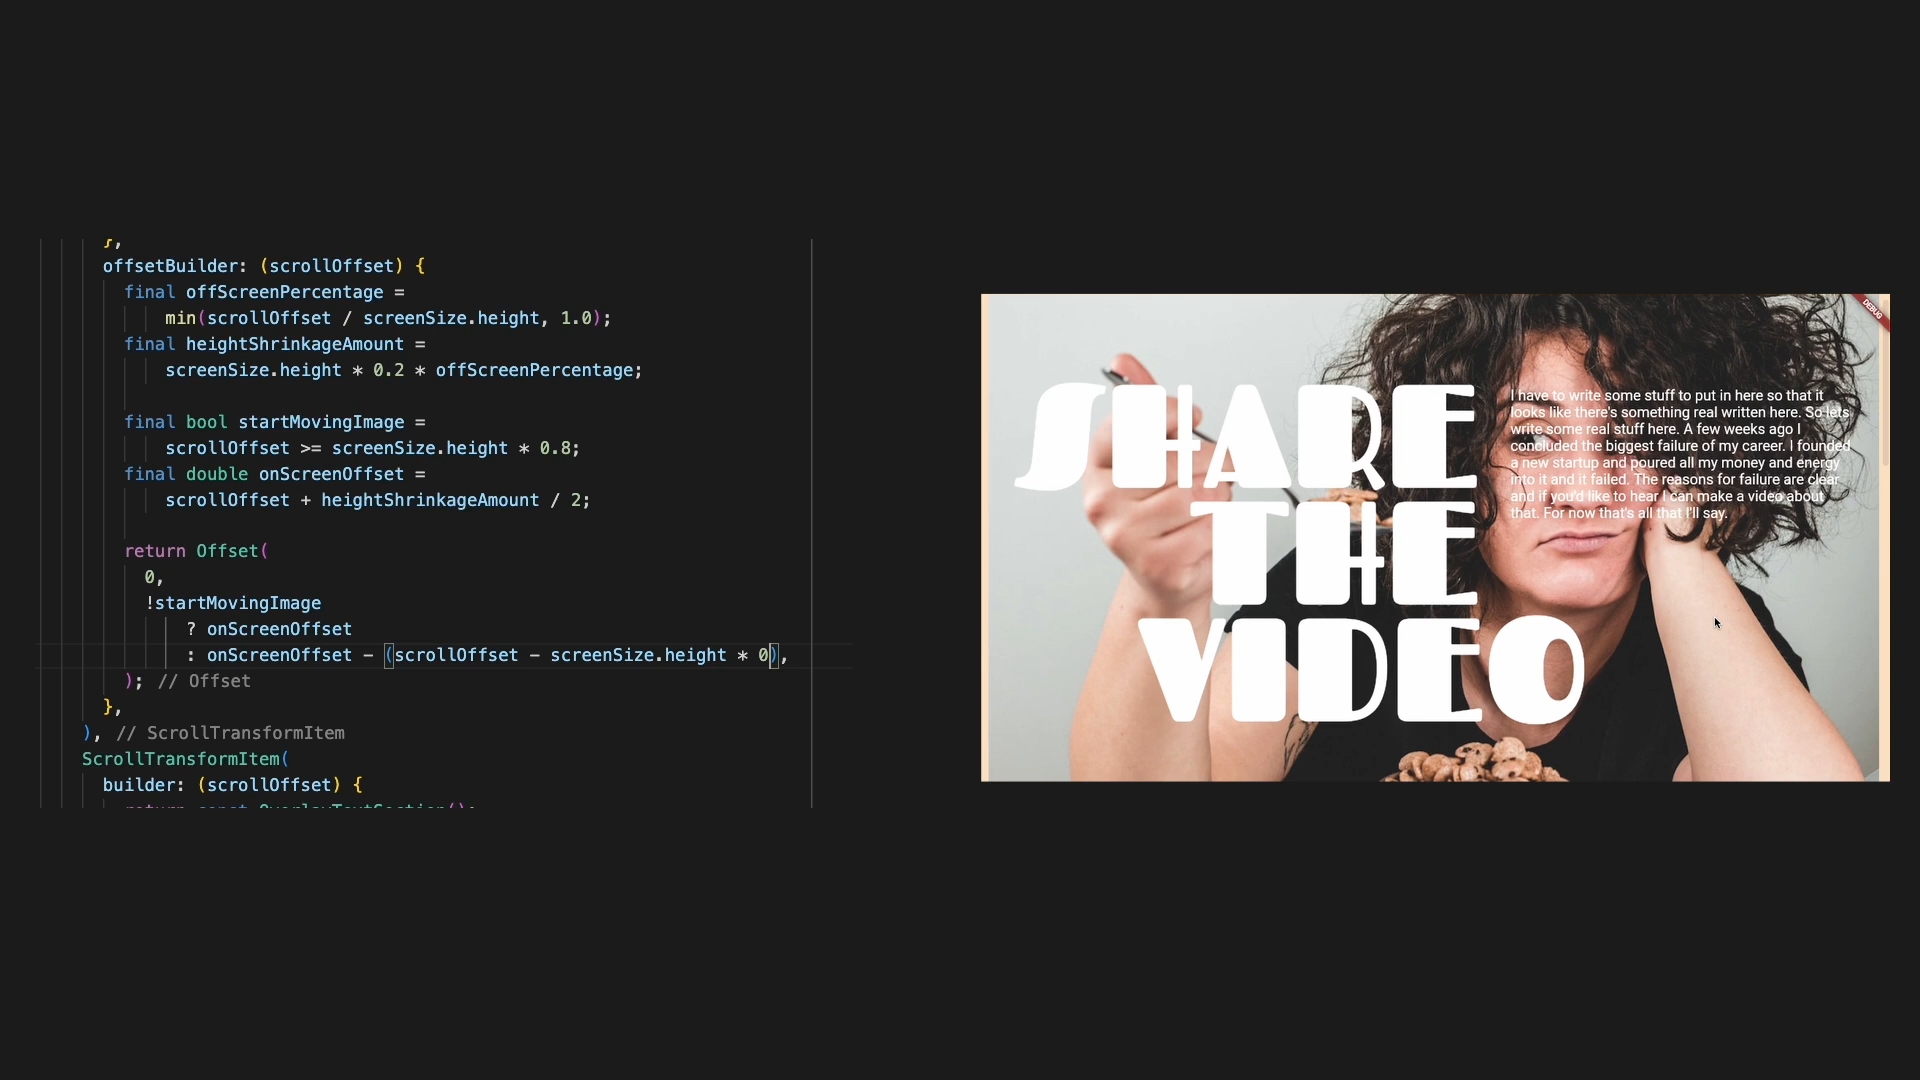 },
offsetBuilder: (scrollOffset) {
final offScreenPercentage =
min(scrollOffset / screenSize.height, 1.0);
final heightShrinkageAmount =
screenSize.height * 0.2 * offScreenPercentage;
final bool startMovingImage =
scrollOffset >= screenSize.height * 0.8;
final double onScreenOffset =
scrollOffset + heightShrinkageAmount / 2;
return Offset(
0,
!startMovingImage
? onScreenOffset
: onScreenOffset - (scrollOffset - screenSize.height * 0),
); // Offset
},
), // ScrollTransformItem
ScrollTransformItem(
builder: (scrollOffset) {
return const OverlayTextSection();
SHARE
THE
VIDEO
I have to write some stuff to put in here so that it
looks like there's something real written here. So lets
write some real stuff here. A few weeks ago I
concluded the biggest failure of my career. I founded
a new startup and poured all my money and energy
into it and it failed. The reasons for failure are clear
and if you'd like to hear I can make a video about
that. For now that's all that I'll say.
DEBUG